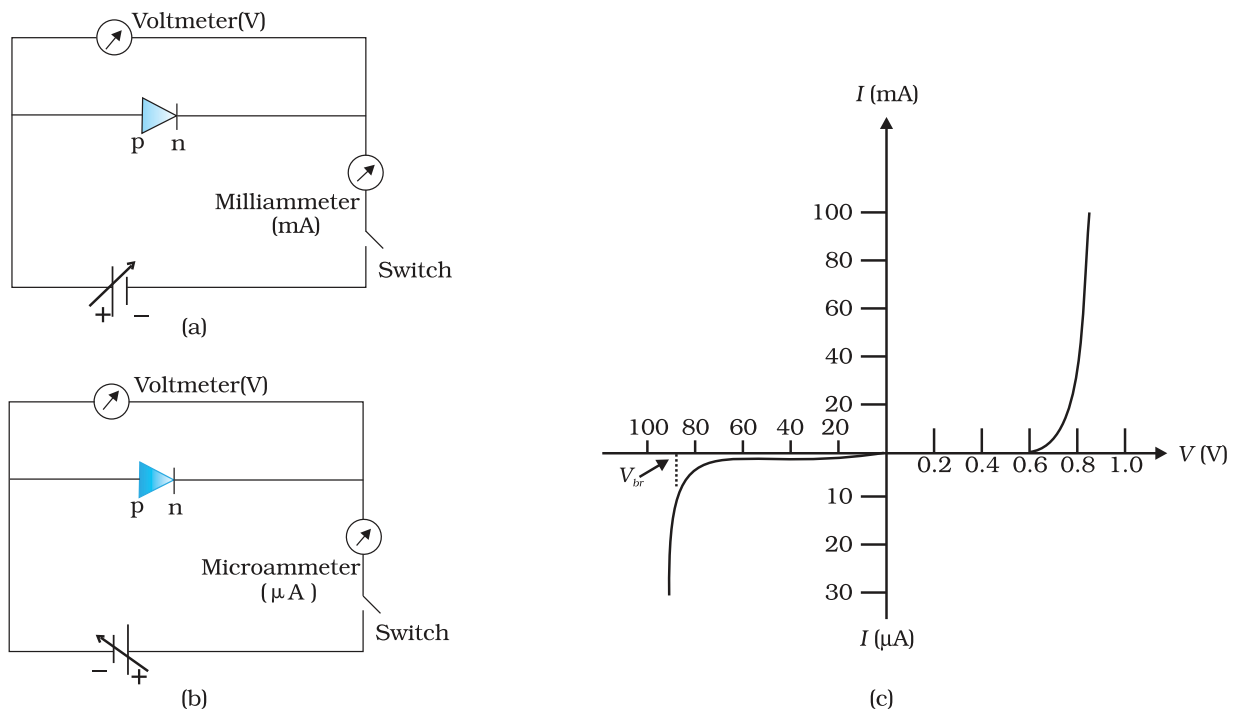 Voltmeter(V)
p n
Milliammeter
(mA)
Switch
+ −
(a)
Voltmeter(V)
p n
Microammeter
(μA)
Switch
− +
(b)
I (mA)
100
80
60
40
20
100 80 60 40 20
0.2 0.4 0.6 0.8 1.0
V (V)
Vbr
10
20
30
I (μA)
(c)